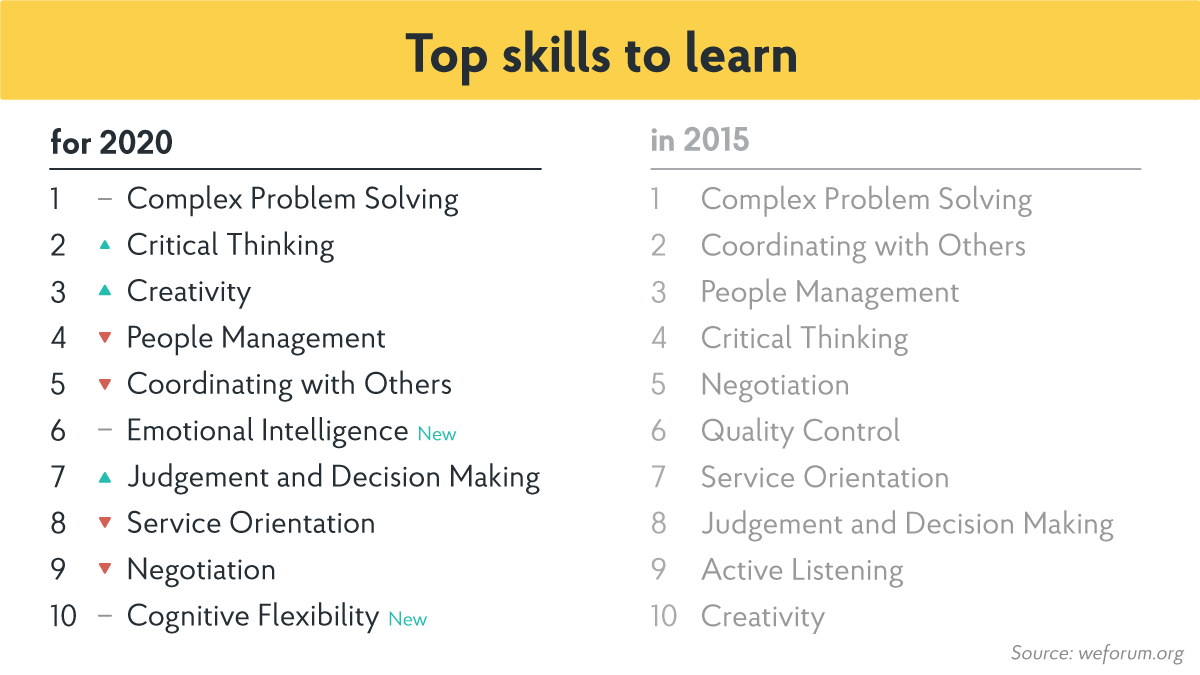 Top skills to learn
for 2020
1 – Complex Problem Solving
2 ▲ Critical Thinking
3 ▲ Creativity
4 ▼ People Management
5 ▼ Coordinating with Others
6 – Emotional Intelligence New
7 ▲ Judgement and Decision Making
8 ▼ Service Orientation
9 ▼ Negotiation
10 – Cognitive Flexibility New
in 2015
1 Complex Problem Solving
2 Coordinating with Others
3 People Management
4 Critical Thinking
5 Negotiation
6 Quality Control
7 Service Orientation
8 Judgement and Decision Making
9 Active Listening
10 Creativity
Source: weforum.org